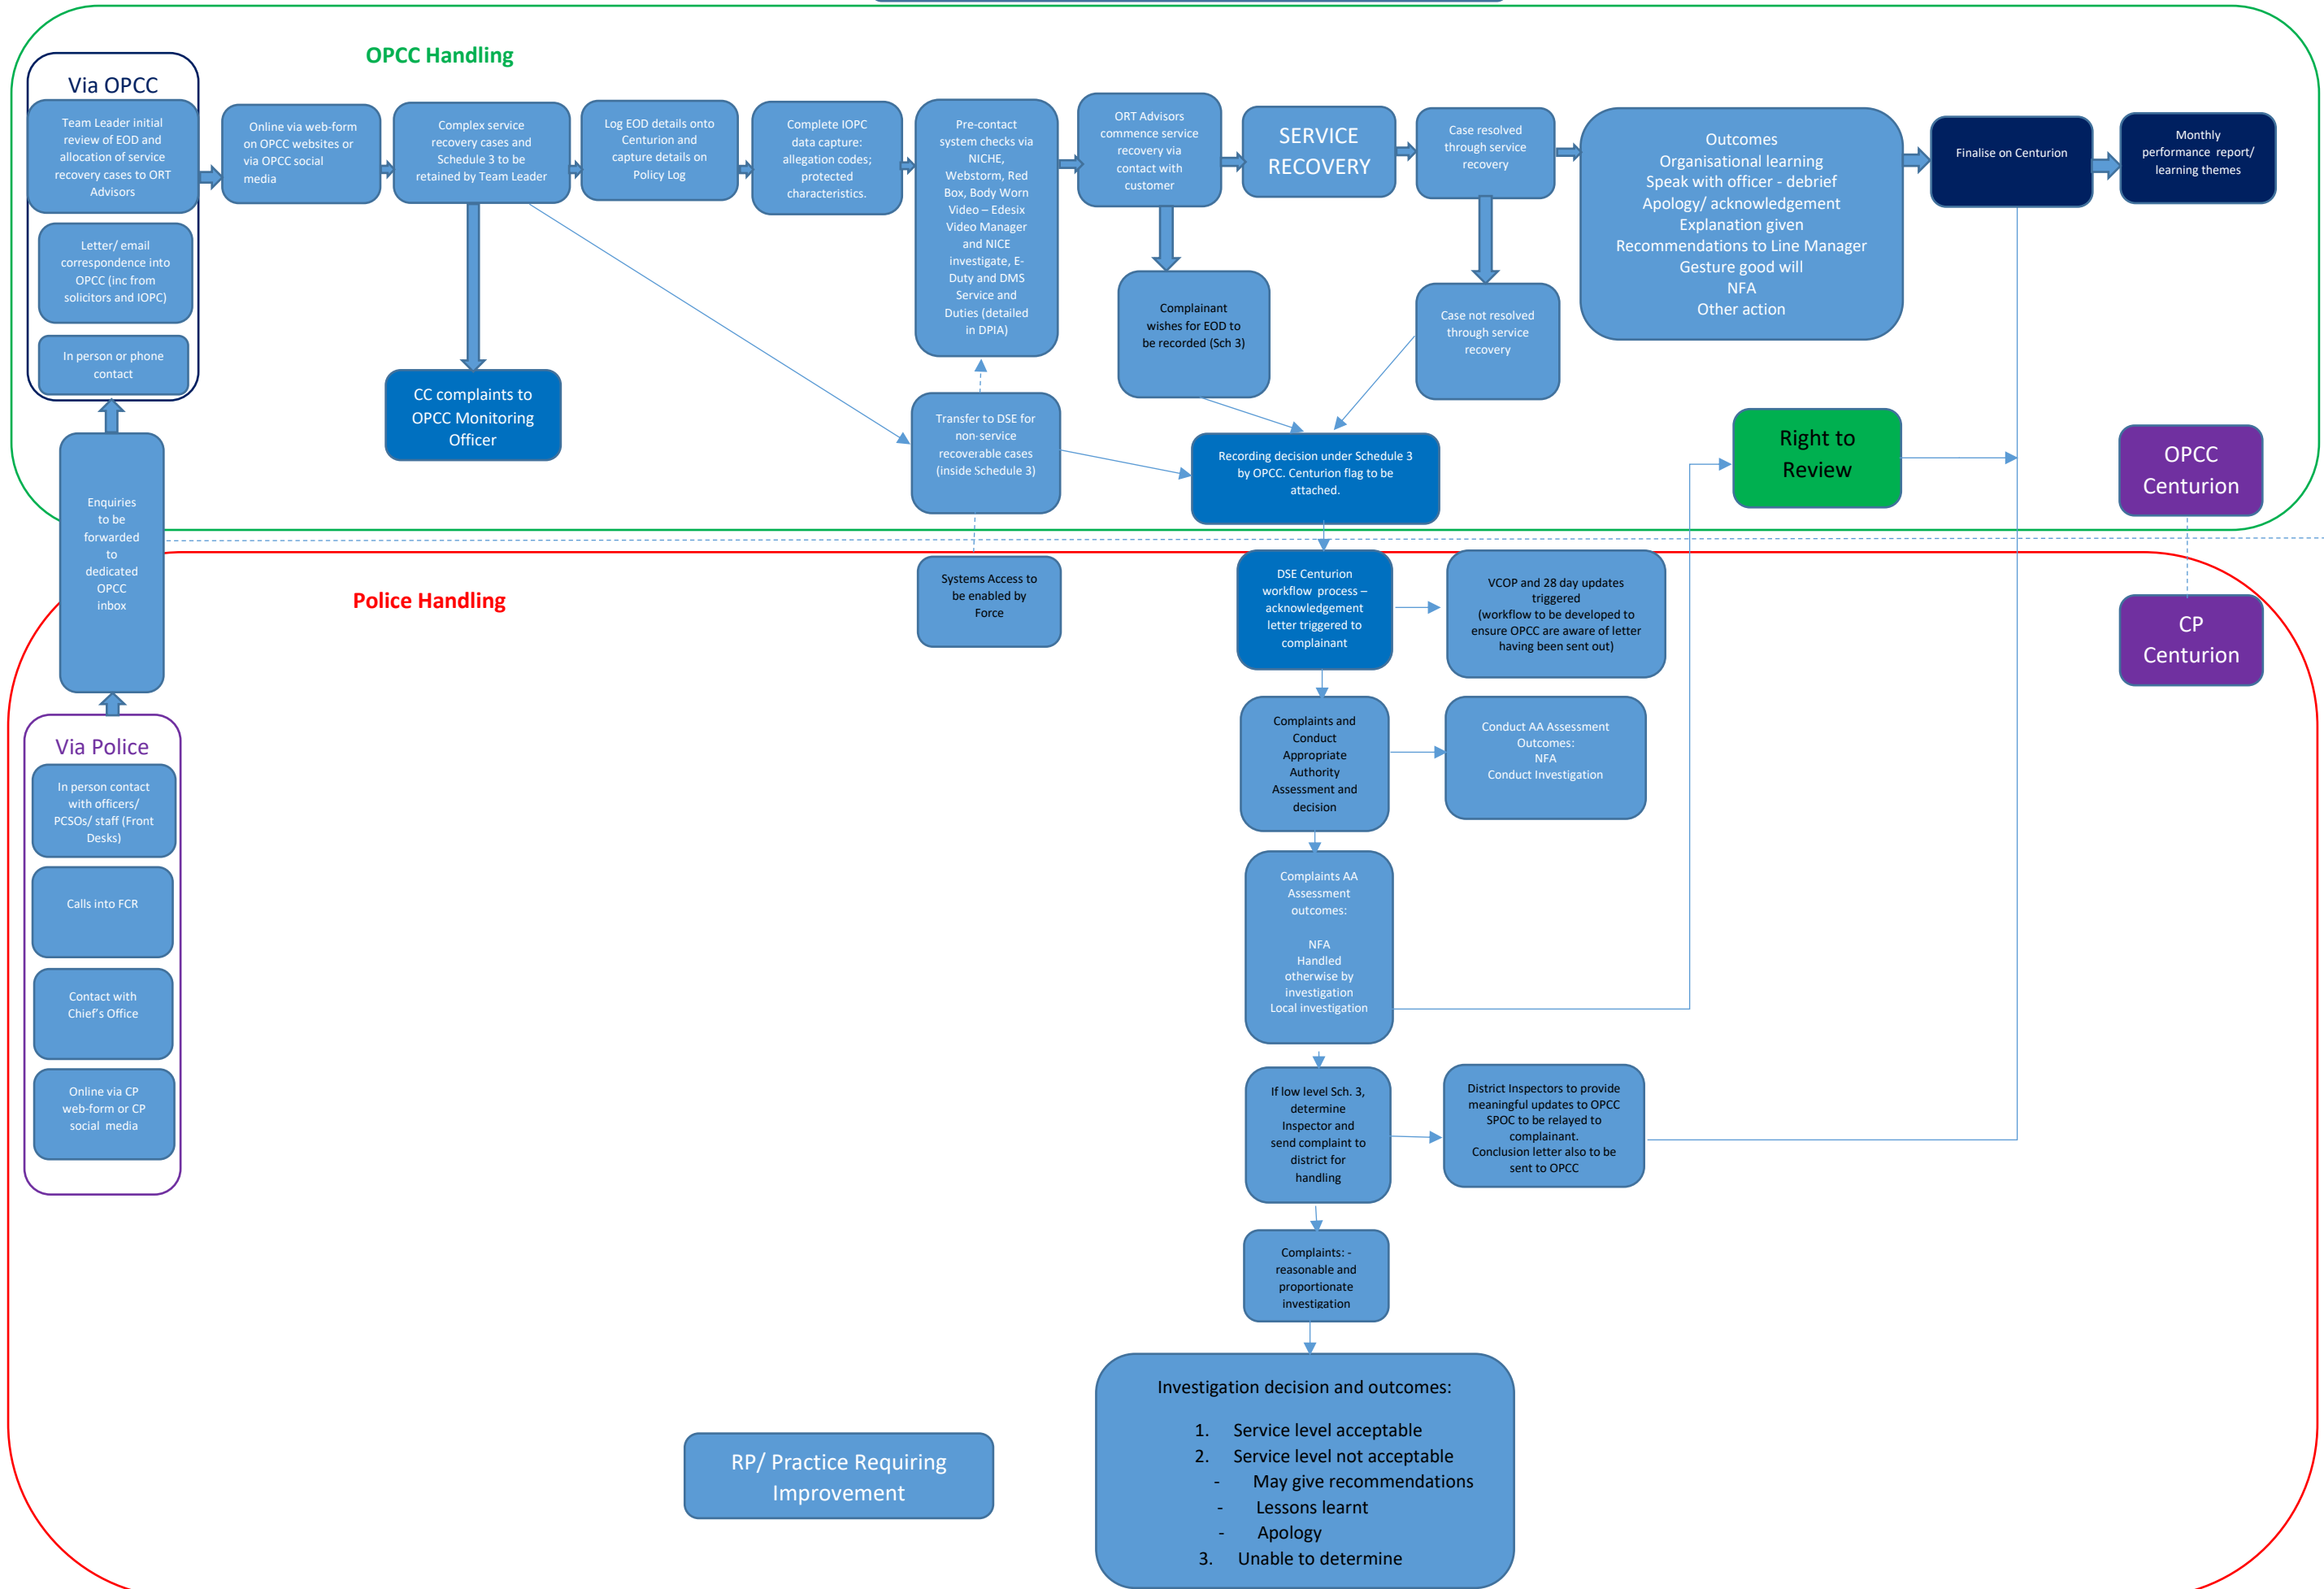 OPCC Handling
Via OPCC
Team Leader initial
review of EOD and
allocation of service
recovery cases to ORT
Advisors
Letter/ email
correspondence into
OPCC (inc from
solicitors and IOPC)
In person or phone
contact
Online via web-form
on OPCC websites or
via OPCC social
media
Complex service
recovery cases and
Schedule 3 to be
retained by Team Leader
Log EOD details onto
Centurion and
capture details on
Policy Log
Complete IOPC
data capture:
allegation codes;
protected
characteristics.
Pre-contact
system checks via
NICHE,
Webstorm, Red
Box, Body Worn
Video – Edesix
Video Manager
and NICE
investigate, E-
Duty and DMS
Service and
Duties (detailed
in DPIA)
ORT Advisors
commence service
recovery via
contact with
customer
SERVICE
RECOVERY
Case resolved
through service
recovery
Outcomes
Organisational learning
Speak with officer - debrief
Apology/ acknowledgement
Explanation given
Recommendations to Line Manager
Gesture good will
NFA
Other action
Finalise on Centurion
Monthly
performance report/
learning themes
CC complaints to
OPCC Monitoring
Officer
Transfer to DSE for
non-service
recoverable cases
(inside Schedule 3)
Complainant
wishes for EOD to
be recorded (Sch 3)
Case not resolved
through service
recovery
Recording decision under Schedule 3
by OPCC. Centurion flag to be
attached.
Right to
Review
OPCC
Centurion
Enquiries
to be
forwarded
to
dedicated
OPCC
inbox
Police Handling
Systems Access to
be enabled by
Force
DSE Centurion
workflow process –
acknowledgement
letter triggered to
complainant
VCOP and 28 day updates
triggered
(workflow to be developed to
ensure OPCC are aware of letter
having been sent out)
CP
Centurion
Via Police
In person contact
with officers/
PCSOs/ staff (Front
Desks)
Calls into FCR
Contact with
Chief's Office
Online via CP
web-form or CP
social media
Complaints and
Conduct
Appropriate
Authority
Assessment and
decision
Conduct AA Assessment
Outcomes:
NFA
Conduct Investigation
Complaints AA
Assessment
outcomes:
NFA
Handled
otherwise by
investigation
Local investigation
If low level Sch. 3,
determine
Inspector and
send complaint to
district for
handling
District Inspectors to provide
meaningful updates to OPCC
SPOC to be relayed to
complainant.
Conclusion letter also to be
sent to OPCC
Complaints: -
reasonable and
proportionate
investigation
Investigation decision and outcomes:
1. Service level acceptable
2. Service level not acceptable
- May give recommendations
- Lessons learnt
- Apology
3. Unable to determine
RP/ Practice Requiring
Improvement